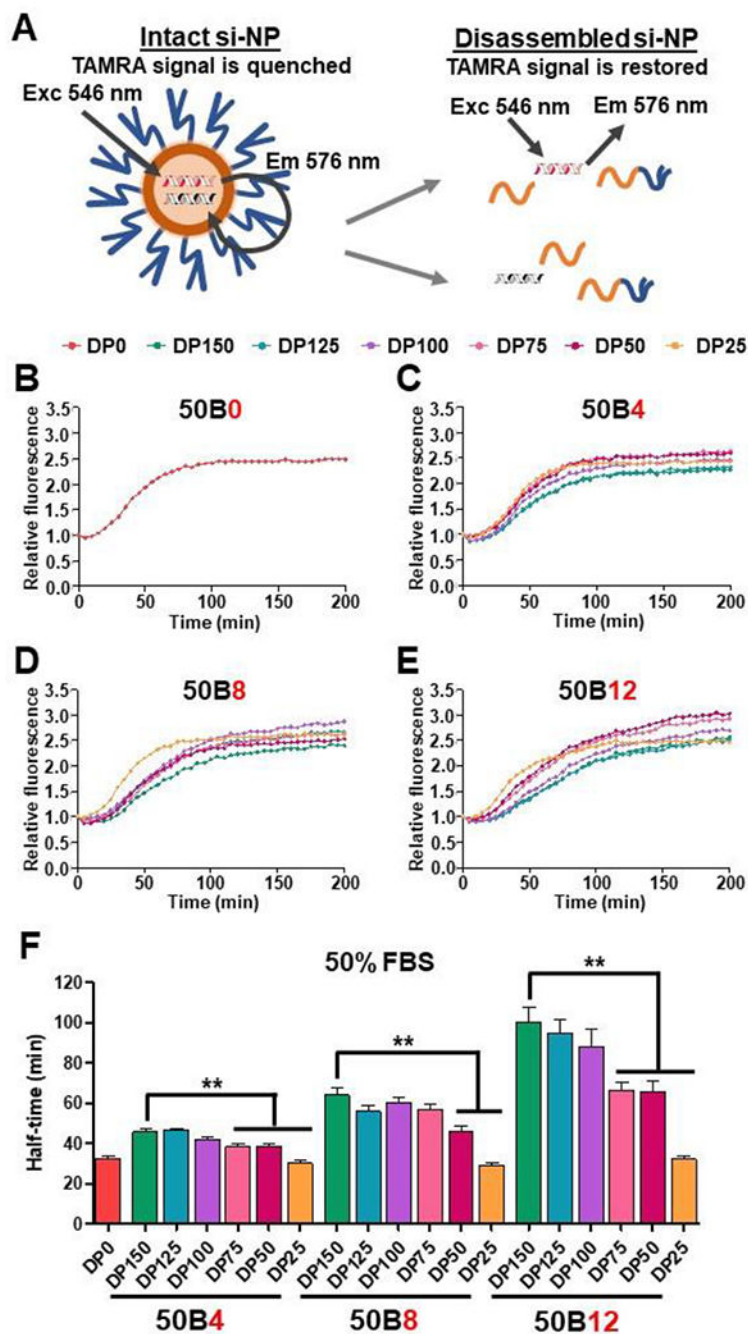 A
Intact si-NP
TAMRA signal is quenched
Exc 546 nm
Em 576 nm
Disassembled si-NP
TAMRA signal is restored
Exc 546 nm Em 576 nm
DP0 DP150 DP125 DP100 DP75 DP50 DP25
B
50B0
Relative fluorescence
3.5
3.0
2.5
2.0
1.5
1.0
0.5
0.0
0 50 100 150 200
Time (min)
C
50B4
Relative fluorescence
3.5
3.0
2.5
2.0
1.5
1.0
0.5
0.0
0 50 100 150 200
Time (min)
D
50B8
Relative fluorescence
3.5
3.0
2.5
2.0
1.5
1.0
0.5
0.0
0 50 100 150 200
Time (min)
E
50B12
Relative fluorescence
3.5
3.0
2.5
2.0
1.5
1.0
0.5
0.0
0 50 100 150 200
Time (min)
F
50% FBS
Half-time (min)
120
100
80
60
40
20
0
**
**
**
DP0 DP150 DP125 DP100 DP75 DP50 DP25 DP150 DP125 DP100 DP75 DP50 DP25 DP150 DP125 DP100 DP75 DP50 DP25
50B4 50B8 50B12